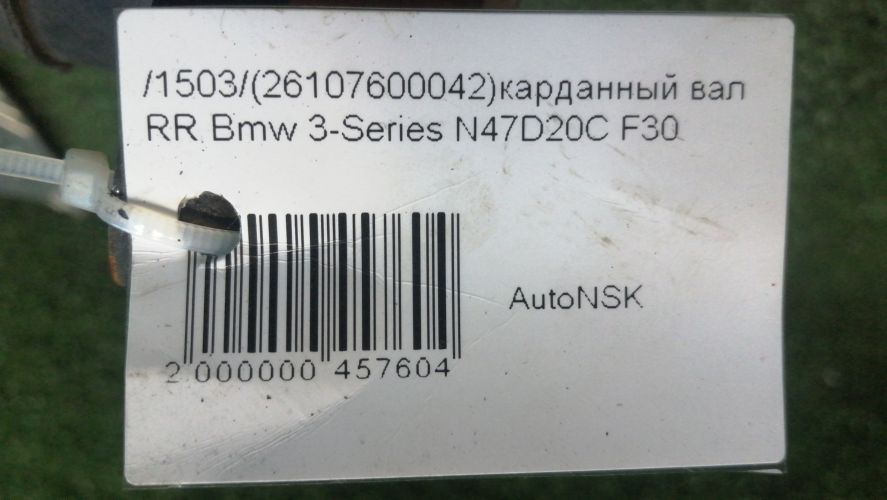 /1503/(26107600042)карданный вал
RR Bmw 3-Series N47D20C F30
AutoNSK
2 000000 457604